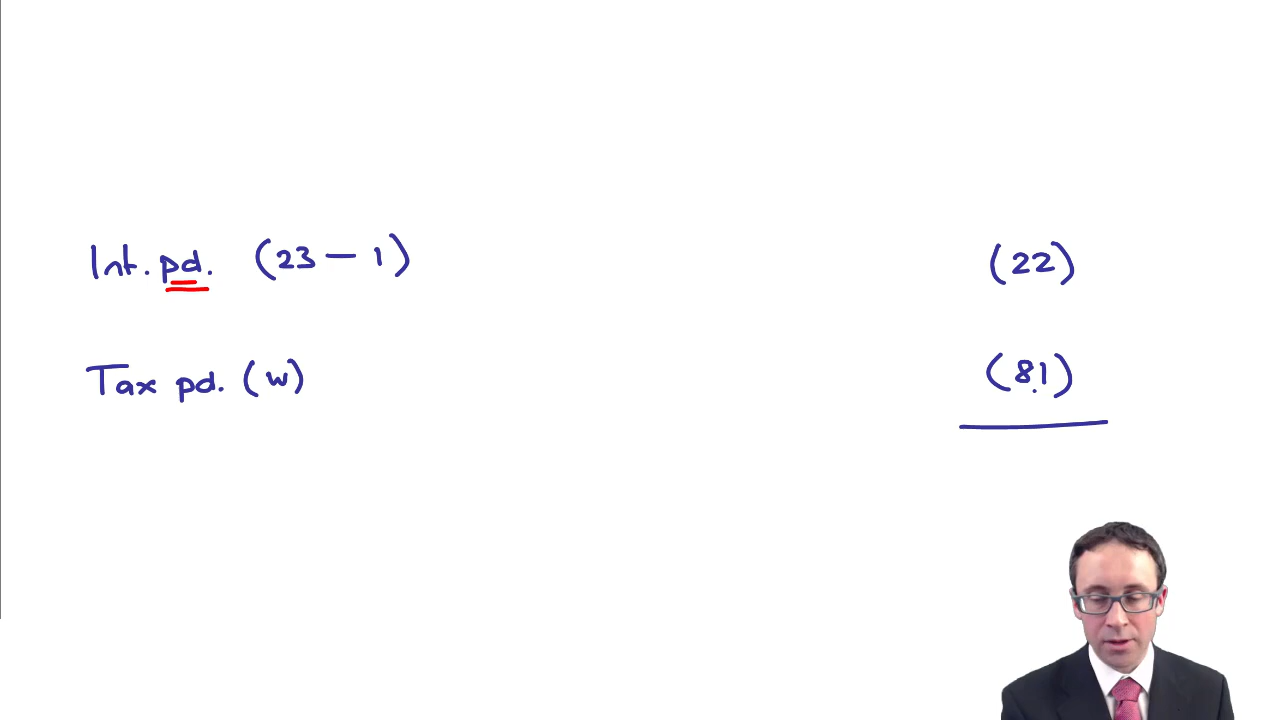 Int. pd. (23 – 1) (22)
Tax pd. (w) (81)